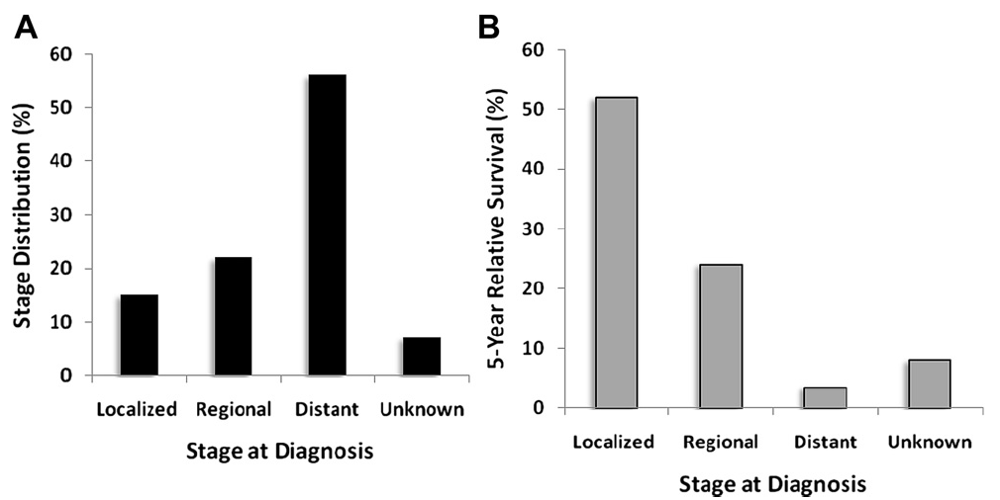 A
Stage Distribution (%)
60
50
40
30
20
10
0
Localized Regional Distant Unknown
Stage at Diagnosis
B
5-Year Relative Survival (%)
60
50
40
30
20
10
0
Localized Regional Distant Unknown
Stage at Diagnosis